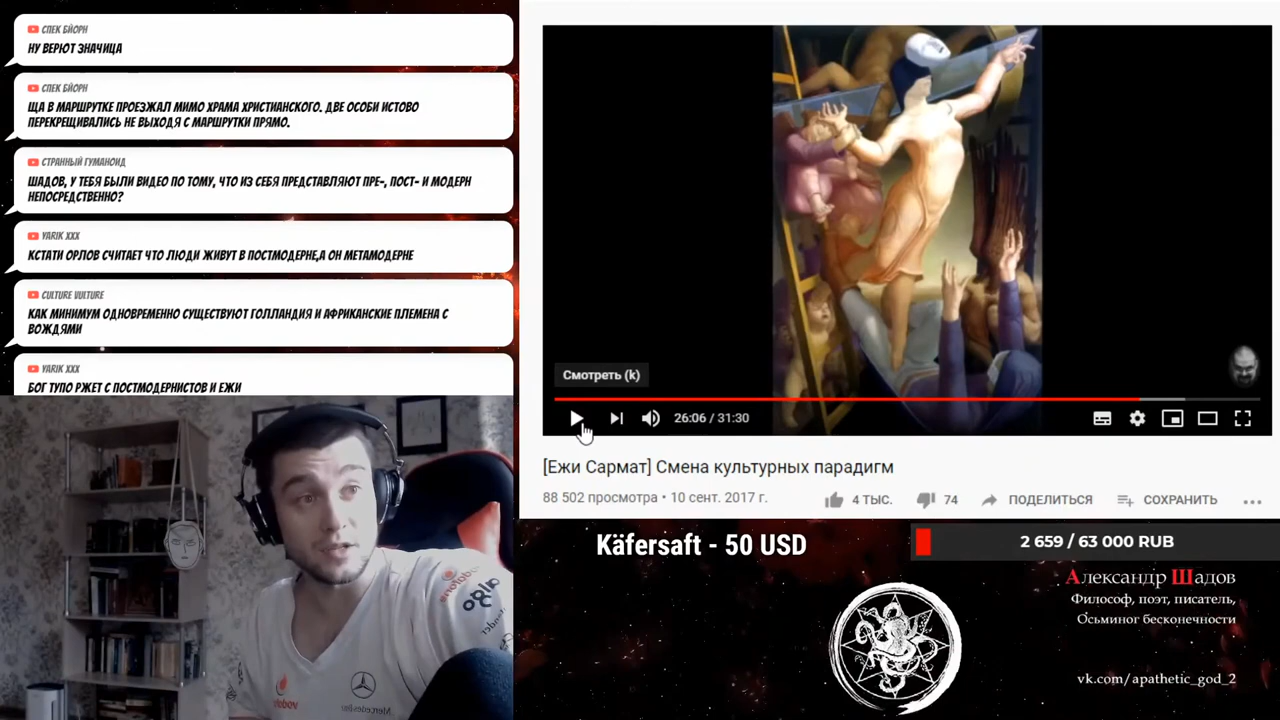 СПЕК БЙОРН
НУ ВЕРЮТ ЗНАЧИЦА
СПЕК БЙОРН
ЩА В МАРШРУТКЕ ПРОЕЗЖАЛ МИМО ХРАМА ХРИСТИАНСКОГО. ДВЕ ОСОБИ ИСТОВО
ПЕРЕКРЕЩИВАЛИСЬ НЕ ВЫХОДЯ С МАРШРУТКИ ПРЯМО.
СТРАННЫЙ ГУМАНОИД
ШАДОВ, У ТЕБЯ БЫЛИ ВИДЕО ПО ТОМУ, ЧТО ИЗ СЕБЯ ПРЕДСТАВЛЯЮТ ПРЕ-, ПОСТ- И МОДЕРН
НЕПОСРЕДСТВЕННО?
YARIK XXX
КСТАТИ ОРЛОВ СЧИТАЕТ ЧТО ЛЮДИ ЖИВУТ В ПОСТМОДЕРНЕ,А ОН МЕТАМОДЕРНЕ
CULTURE VULTURE
КАК МИНИМУМ ОДНОВРЕМЕННО СУЩЕСТВУЮТ ГОЛЛАНДИЯ И АФРИКАНСКИЕ ПЛЕМЕНА С
ВОЖДЯМИ
YARIK XXX
БОГ ТУПО РЖЕТ С ПОСТМОДЕРНИСТОВ И ЕЖИ
Смотреть (k)
26:06 / 31:30
[Ежи Сармат] Смена культурных парадигм
88 502 просмотра • 10 сент. 2017 г.
4 Т�ыС.
74
ПОДЕЛИТЬСЯ
СОХРАНИТЬ
Käfersaft - 50 USD
2 659 / 63 000 RUB
Александр Шадов
Философ, поэт, писатель,
Осьминог бесконечности
vk.com/apathetic_god_2
vodafone
algo
Mercedes-Benz